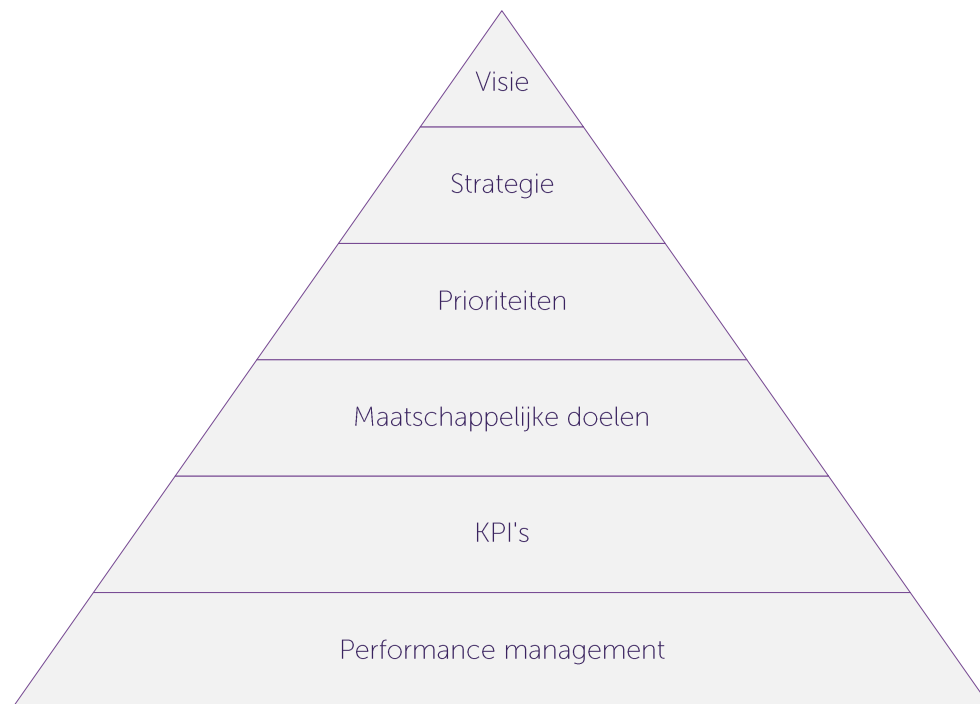 Visie
Strategie
Prioriteiten
Maatschappelijke doelen
KPI's
Performance management